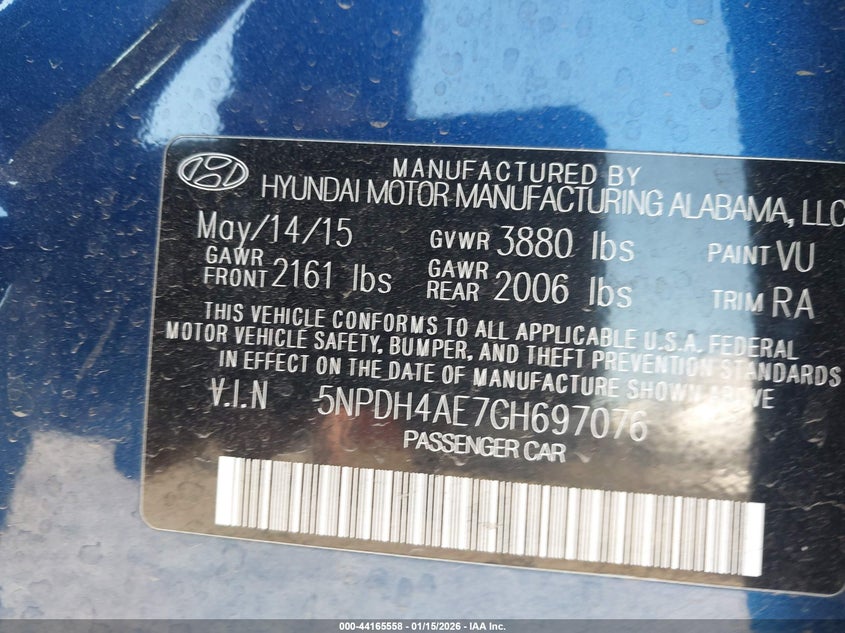 MANUFACTURED BY
HYUNDAI MOTOR MANUFACTURING ALABAMA, LLC
May/14/15 GVWR 3880 lbs PAINT VU
GAWR FRONT 2161 lbs GAWR REAR 2006 lbs TRIM RA
THIS VEHICLE CONFORMS TO ALL APPLICABLE U.S.A. FEDERAL
MOTOR VEHICLE SAFETY, BUMPER, AND THEFT PREVENTION STANDARDS
IN EFFECT ON THE DATE OF MANUFACTURE SHOWN ABOVE
V.I.N 5NPDH4AE7GH697076
PASSENGER CAR
000-44165558 - 01/15/2026 - IAA Inc.